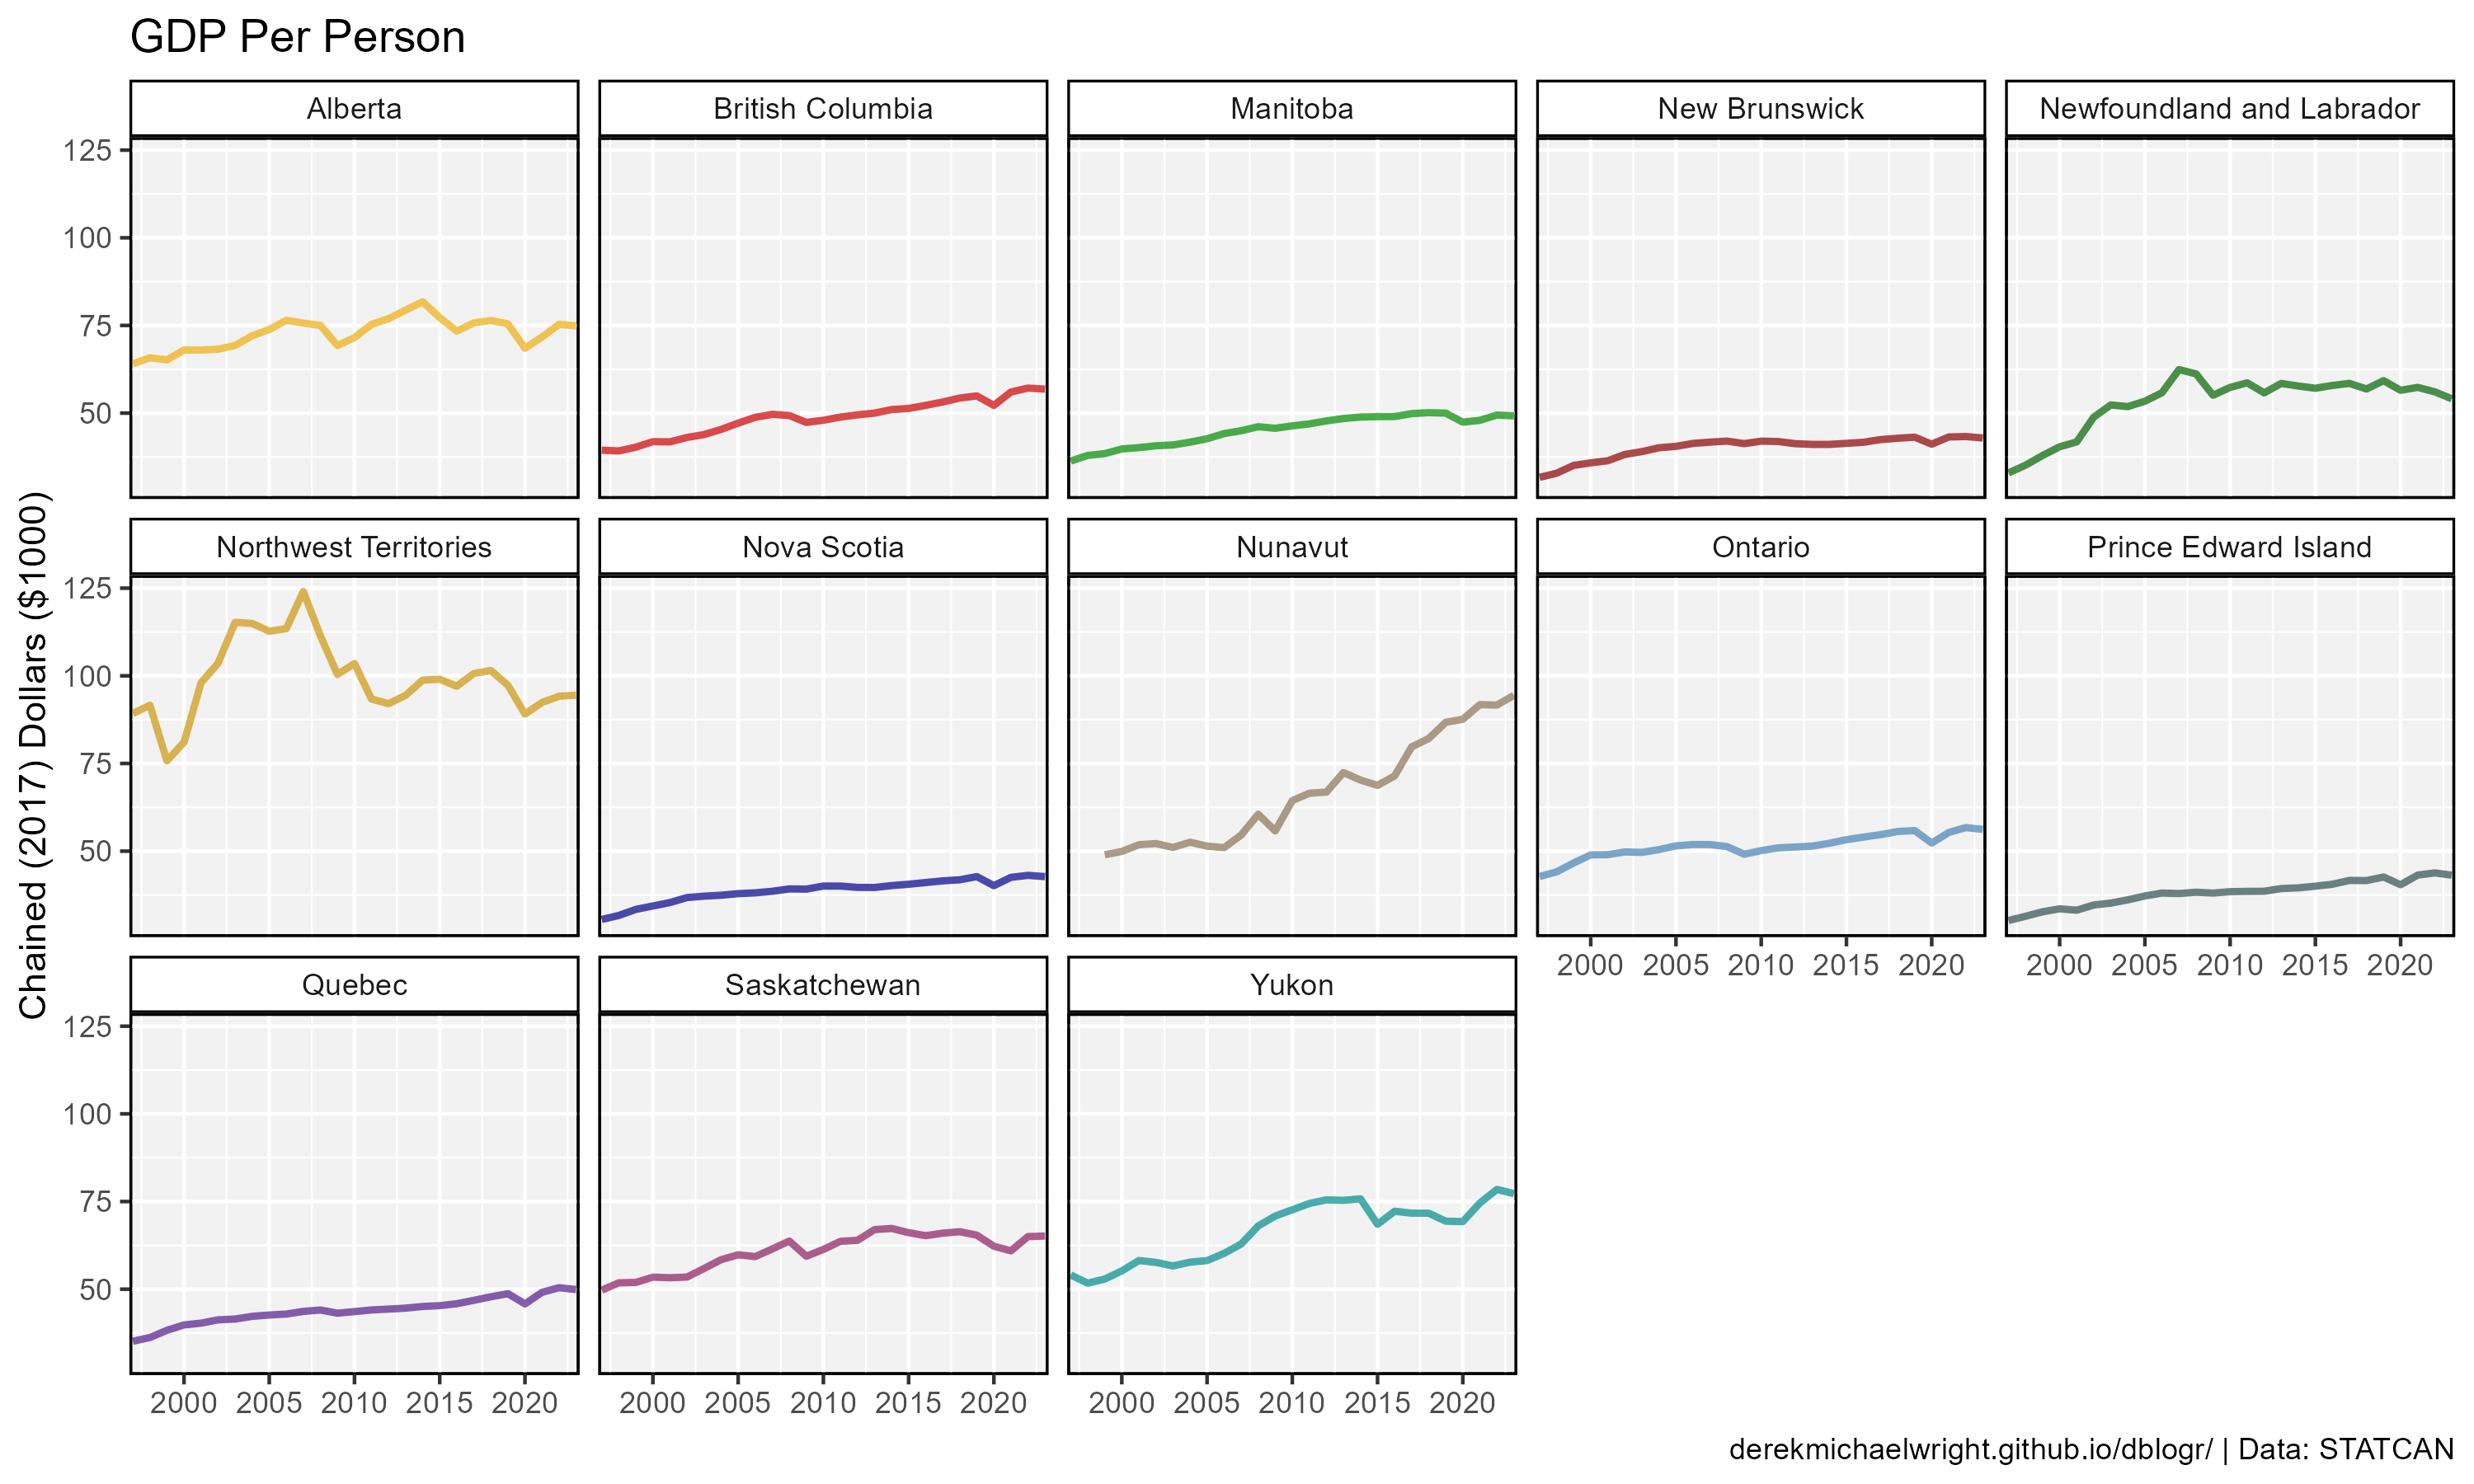 GDP Per Person
Alberta
British Columbia
Manitoba
New Brunswick
Newfoundland and Labrador
125
100
75
50
Chained (2017) Dollars ($1000)
Northwest Territories
Nova Scotia
Nunavut
Ontario
Prince Edward Island
125
100
75
50
2000 2005 2010 2015 2020
2000 2005 2010 2015 2020
Quebec
Saskatchewan
Yukon
125
100
75
50
2000 2005 2010 2015 2020
2000 2005 2010 2015 2020
2000 2005 2010 2015 2020
derekmichaelwright.github.io/dblogr/ | Data: STATCAN